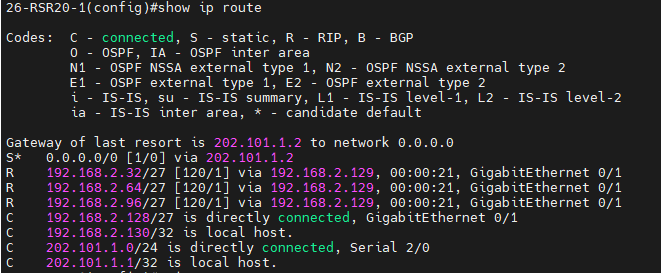 26-RSR20-1(config)#show ip route
Codes:  C - connected, S - static, R - RIP, B - BGP
        O - OSPF, IA - OSPF inter area
        N1 - OSPF NSSA external type 1, N2 - OSPF NSSA external type 2
        E1 - OSPF external type 1, E2 - OSPF external type 2
        i - IS-IS, su - IS-IS summary, L1 - IS-IS level-1, L2 - IS-IS level-2
        ia - IS-IS inter area, * - candidate default
Gateway of last resort is 202.101.1.2 to network 0.0.0.0
S*   0.0.0.0/0 [1/0] via 202.101.1.2
R    192.168.2.32/27 [120/1] via 192.168.2.129, 00:00:21, GigabitEthernet 0/1
R    192.168.2.64/27 [120/1] via 192.168.2.129, 00:00:21, GigabitEthernet 0/1
R    192.168.2.96/27 [120/1] via 192.168.2.129, 00:00:21, GigabitEthernet 0/1
C    192.168.2.128/27 is directly connected, GigabitEthernet 0/1
C    192.168.2.130/32 is local host.
C    202.101.1.0/24 is directly connected, Serial 2/0
C    202.101.1.1/32 is local host.